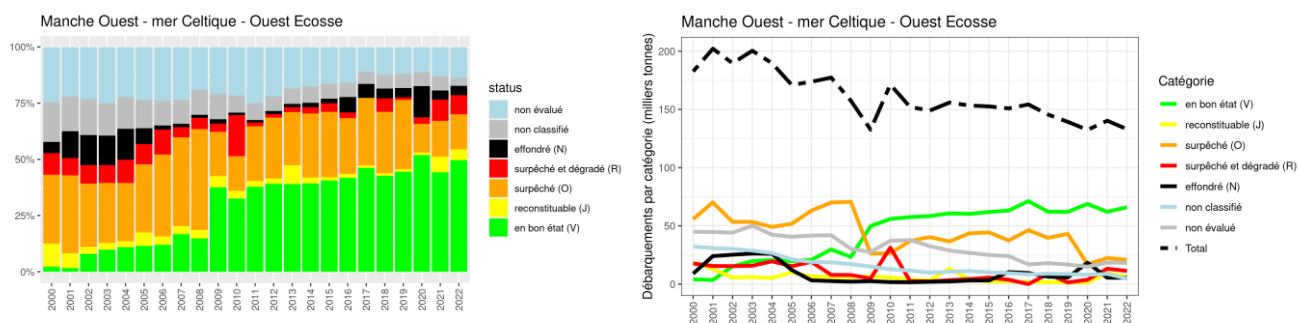 Manche Ouest - mer Celtique - Ouest Ecosse
100%
75%
50%
25%
0%
2000
2001
2002
2003
2004
2005
2006
2007
2008
2009
2010
2011
2012
2013
2014
2015
2016
2017
2018
2019
2020
2021
2022
status
non évalué
non classifié
effondré (N)
surpêché et dégradé (R)
surpêché (O)
reconstituable (J)
en bon état (V)
Manche Ouest - mer Celtique - Ouest Ecosse
Débarquements par catégorie (milliers tonnes)
200
150
100
50
0
2000
2001
2002
2003
2004
2005
2006
2007
2008
2009
2010
2011
2012
2013
2014
2015
2016
2017
2018
2019
2020
2021
2022
Catégorie
en bon état (V)
reconstituable (J)
surpêché (O)
surpêché et dégradé (R)
effondré (N)
non classifié
non évalué
Total